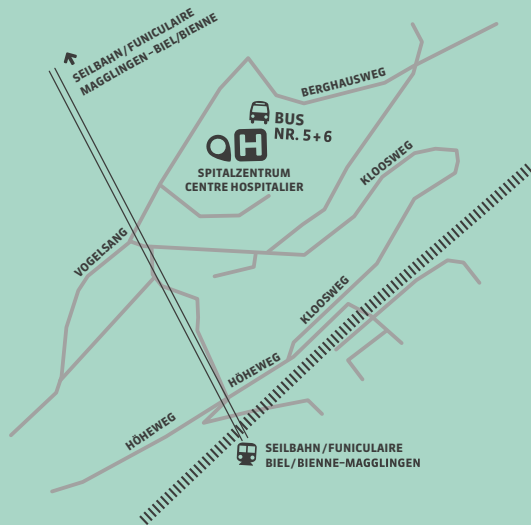 SEILBAHN/FUNICULAIRE
MAGGLINGEN–BIEL/BIENNE
BERGHAUSWEG
BUS
NR. 5+6
H
SPITALZENTRUM
CENTRE HOSPITALIER
KLOOSWEG
VOGELSANG
KLOOSWEG
HÖHEWEG
HÖHEWEG
SEILBAHN/FUNICULAIRE
BIEL/BIENNE–MAGGLINGEN